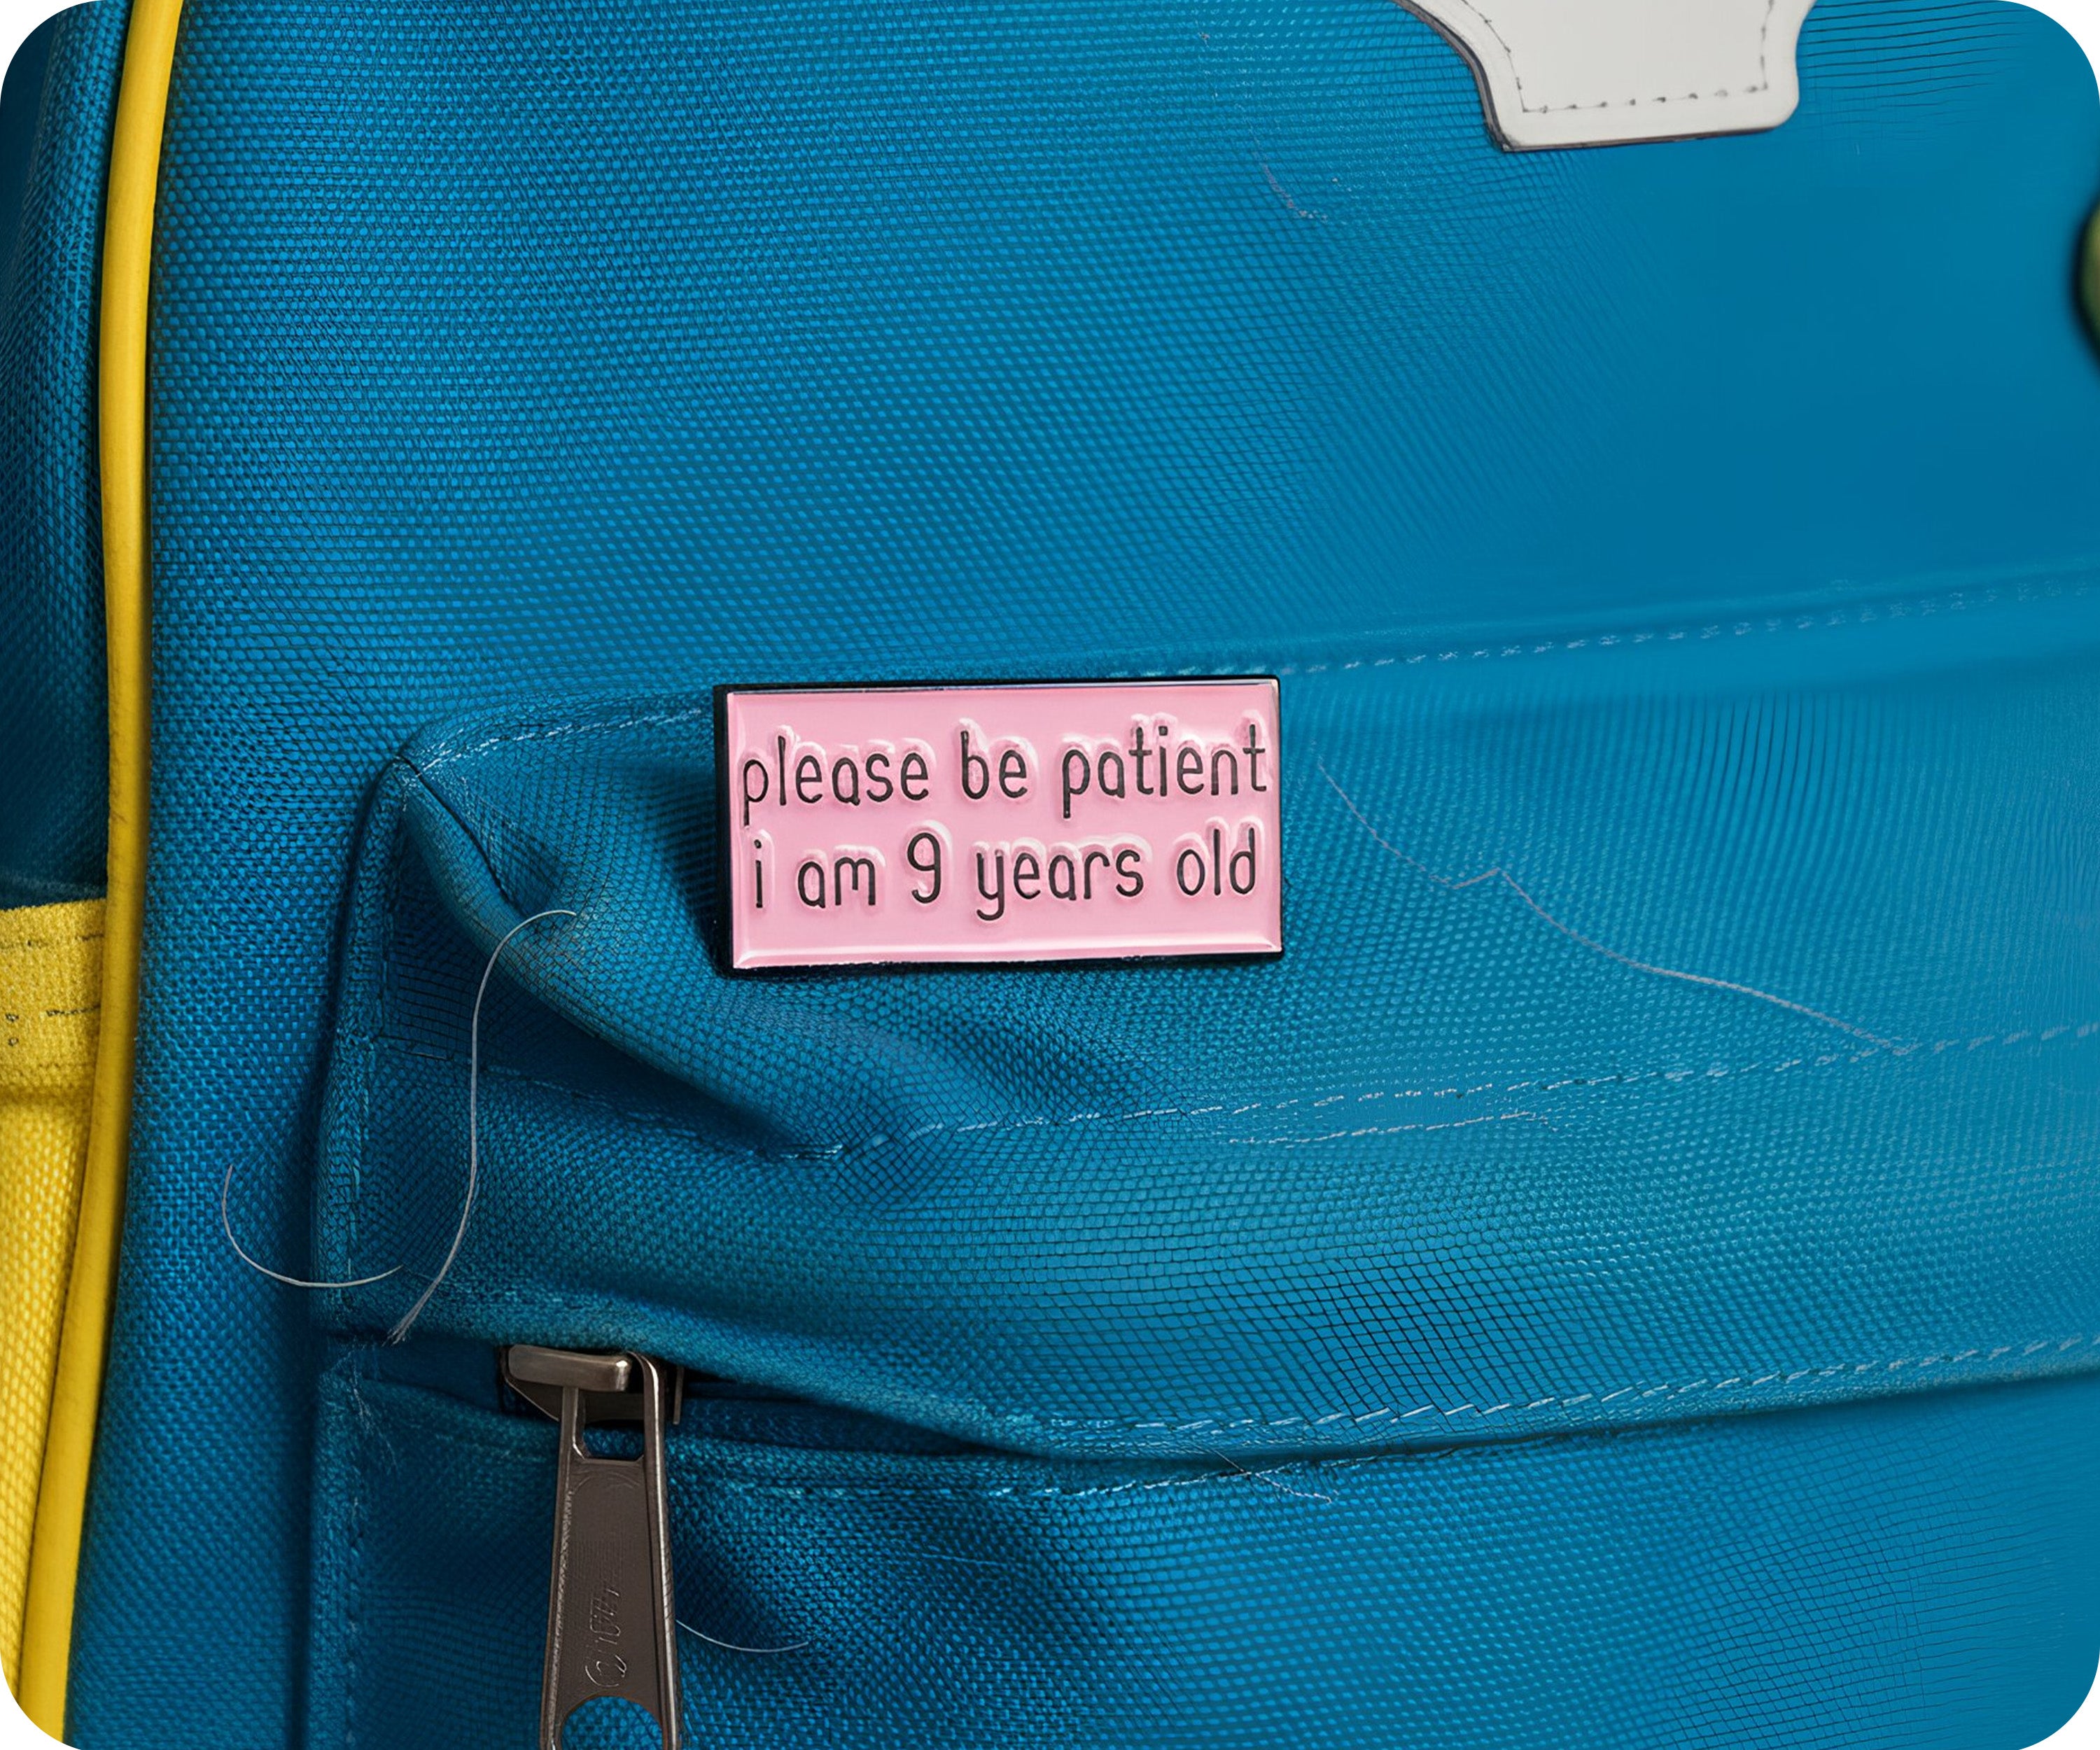 please be patient
i am 9 years old